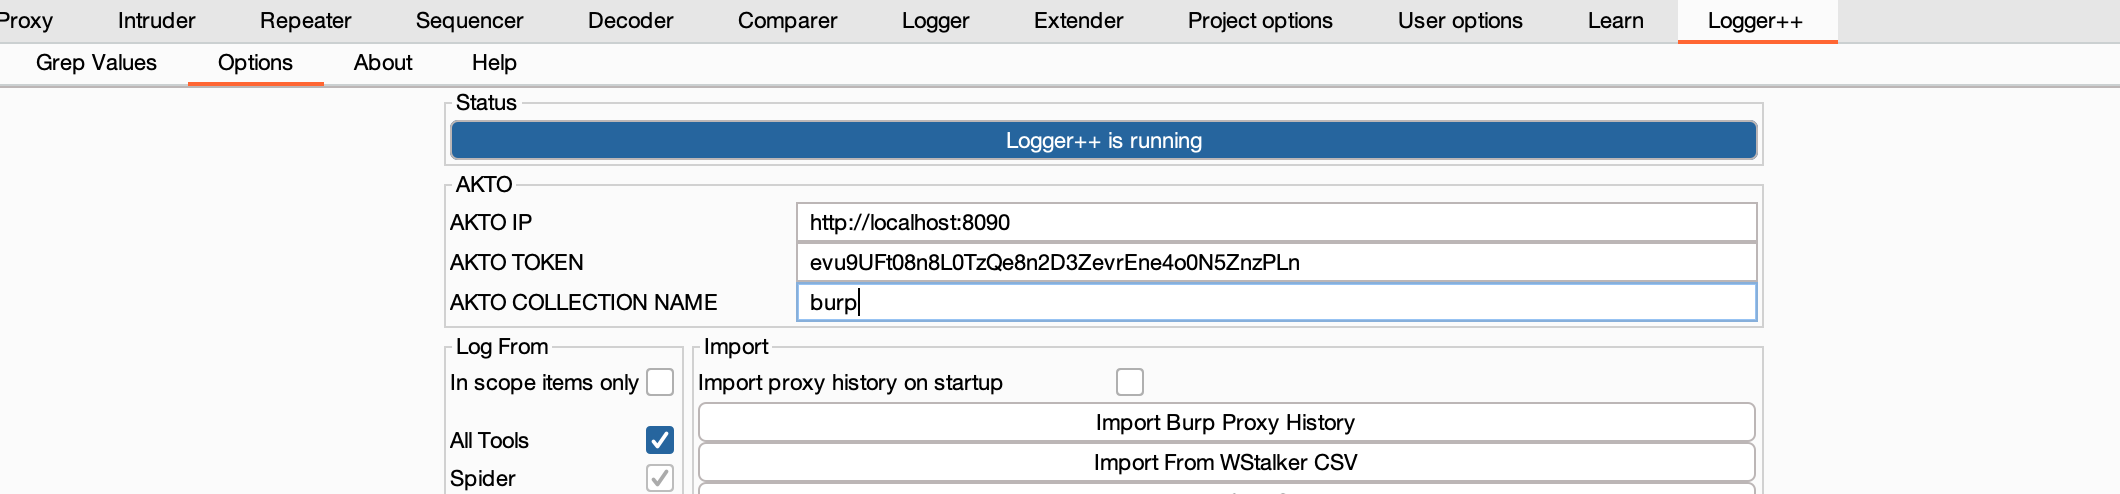 Proxy Intruder Repeater Sequencer Decoder Comparer Logger Extender Project options User options Learn Logger++
Grep Values Options About Help
Status
Logger++ is running
AKTO
AKTO IP http://localhost:8090
AKTO TOKEN evu9UFt08n8L0TzQe8n2D3ZevrEne4o0N5ZnzPLn
AKTO COLLECTION NAME burp
Log From Import
In scope items only Import proxy history on startup
Import Burp Proxy History
All Tools
Import From WStalker CSV
Spider